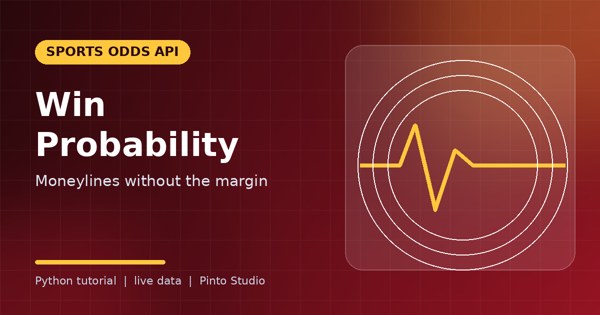 SPORTS ODDS API
Win
Probability
Moneylines without the margin
Python tutorial | live data | Pinto Studio